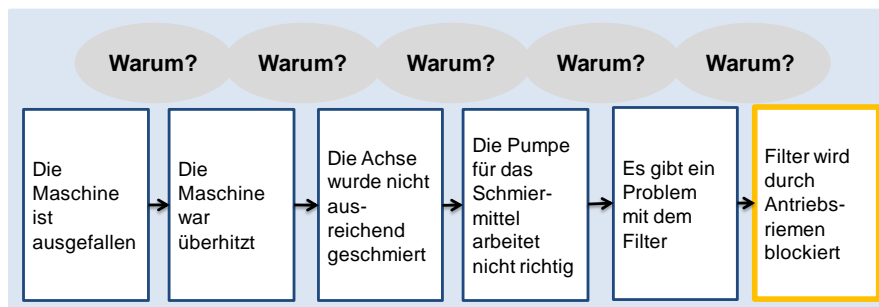 Warum? Warum? Warum? Warum? Warum?
Die
Maschine
ist
ausgefallen
Die
Maschine
war
überhitzt
Die Achse
wurde nicht
aus-
reichend
geschmiert
Die Pumpe
für das
Schmier-
mittel
arbeitet
nicht richtig
Es gibt ein
Problem
mit dem
Filter
Filter wird
durch
Antriebs-
riemen
blockiert